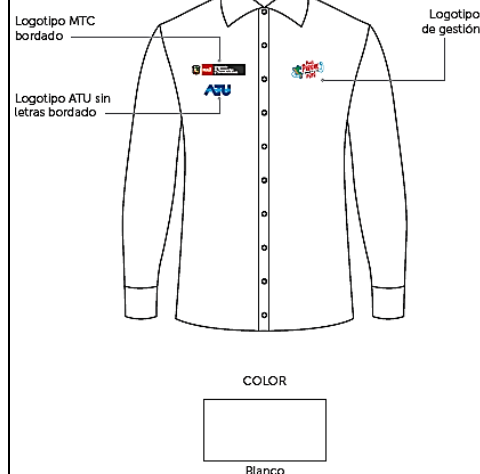 Logotipo MTC
bordado
Logotipo
de gestión
ATU
Logotipo ATU sin
letras bordado
COLOR
Blanco